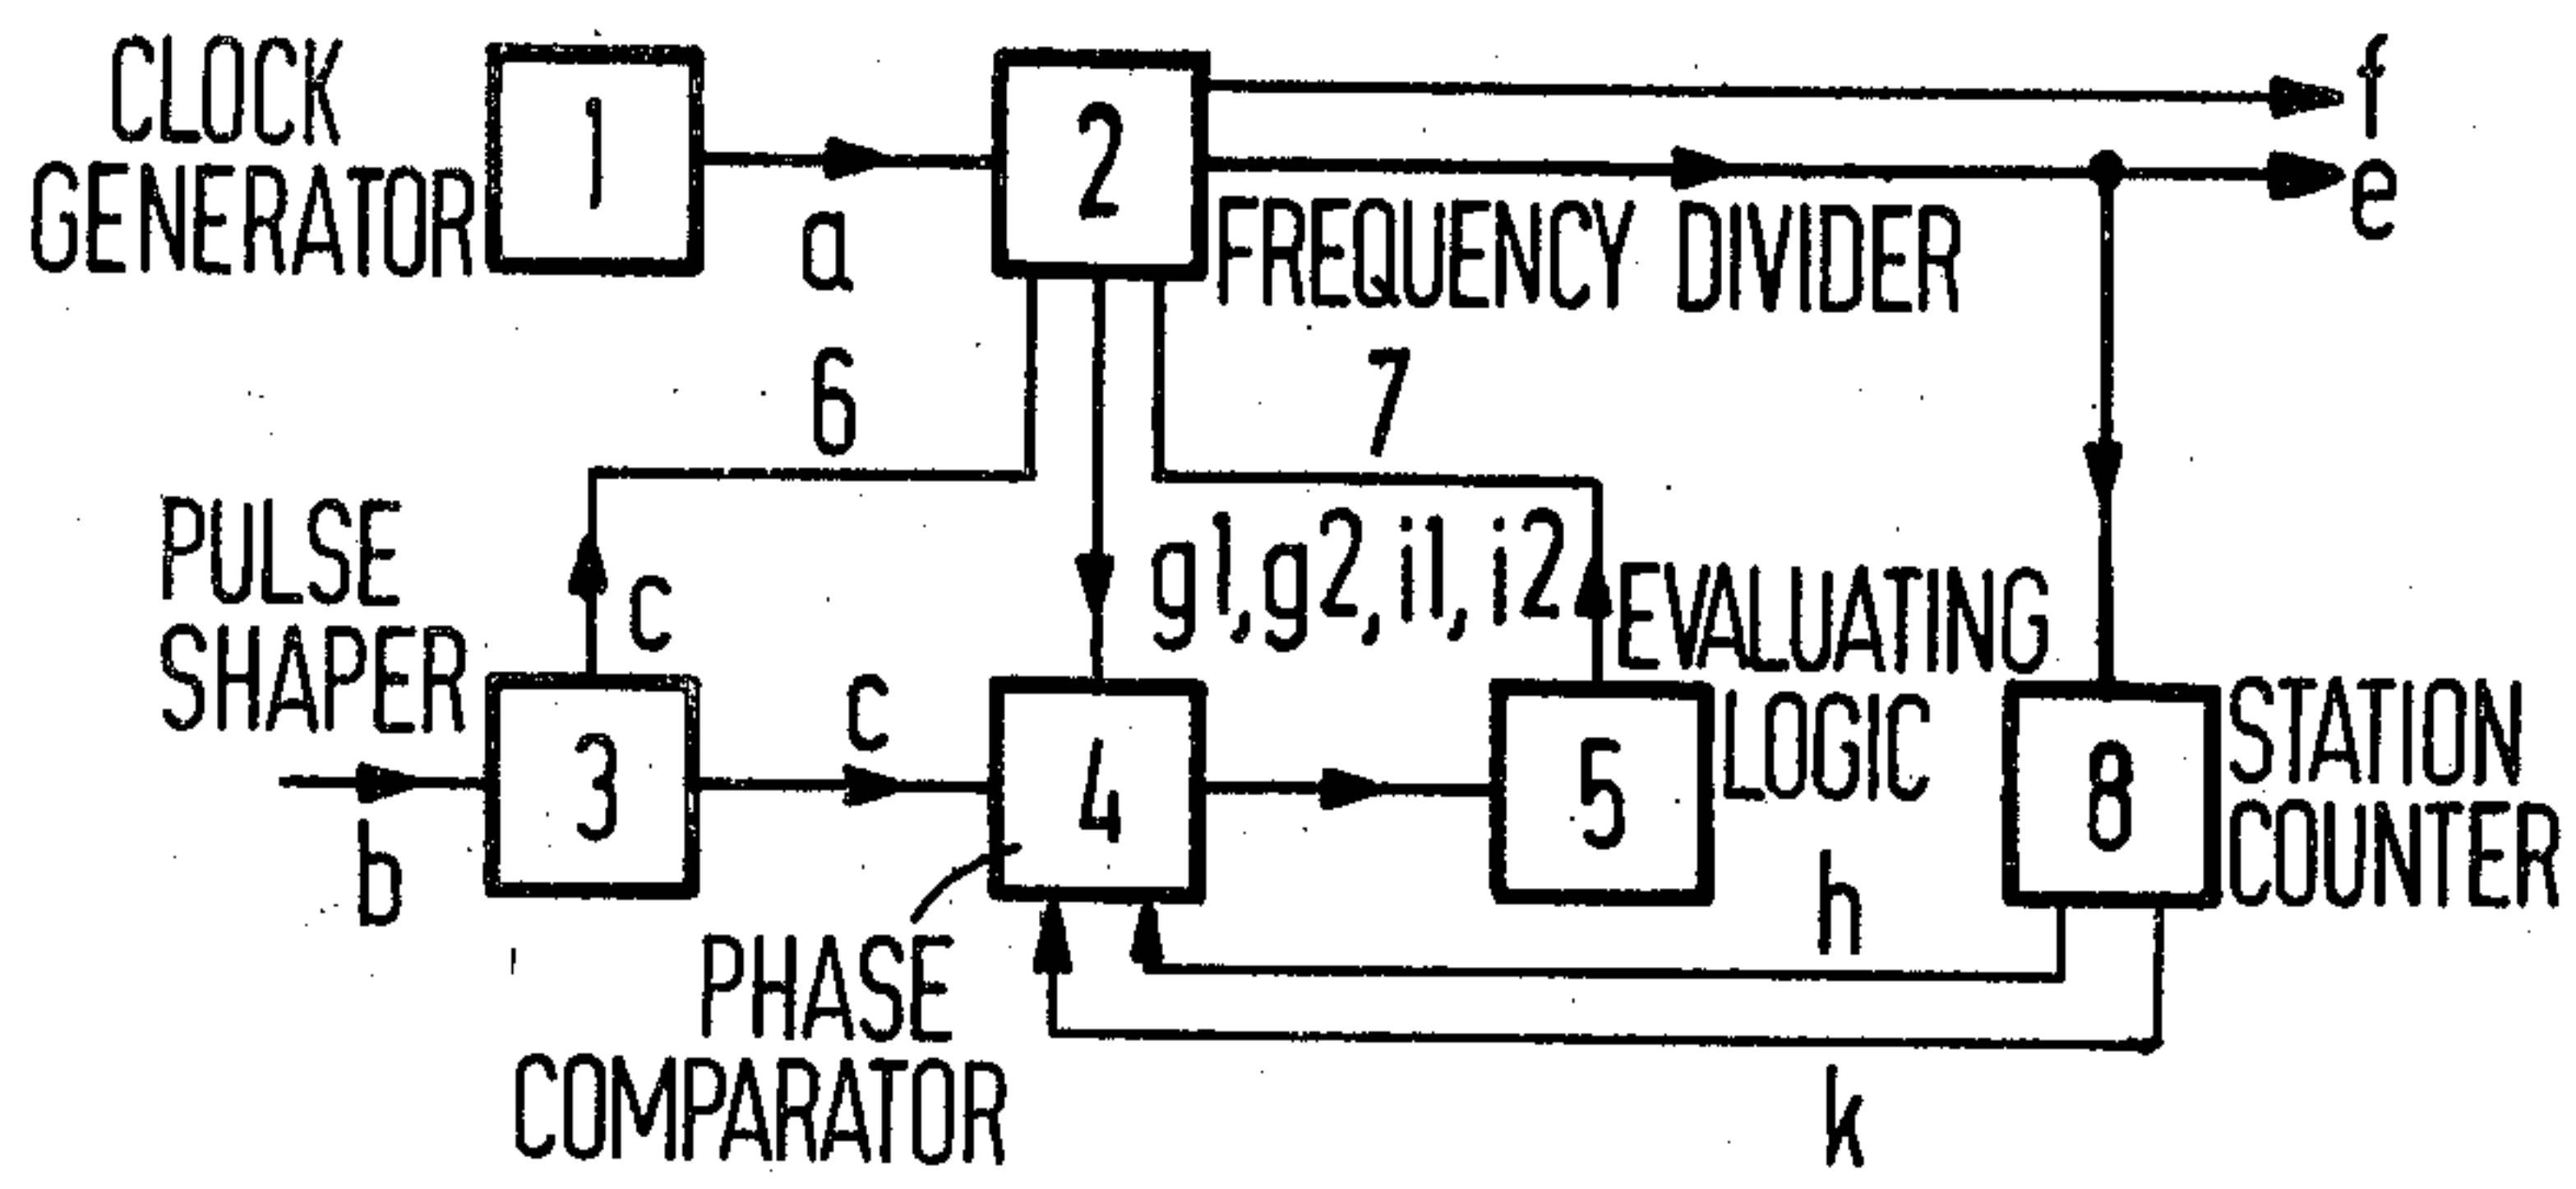 CLOCK
GENERATOR
1
a
2
f
e
FREQUENCY DIVIDER
6
7
PULSE
SHAPER
c
g1, g2, i1, i2
EVALUATING
LOGIC
b
3
c
4
5
8
STATION
COUNTER
h
PHASE
COMPARATOR
k